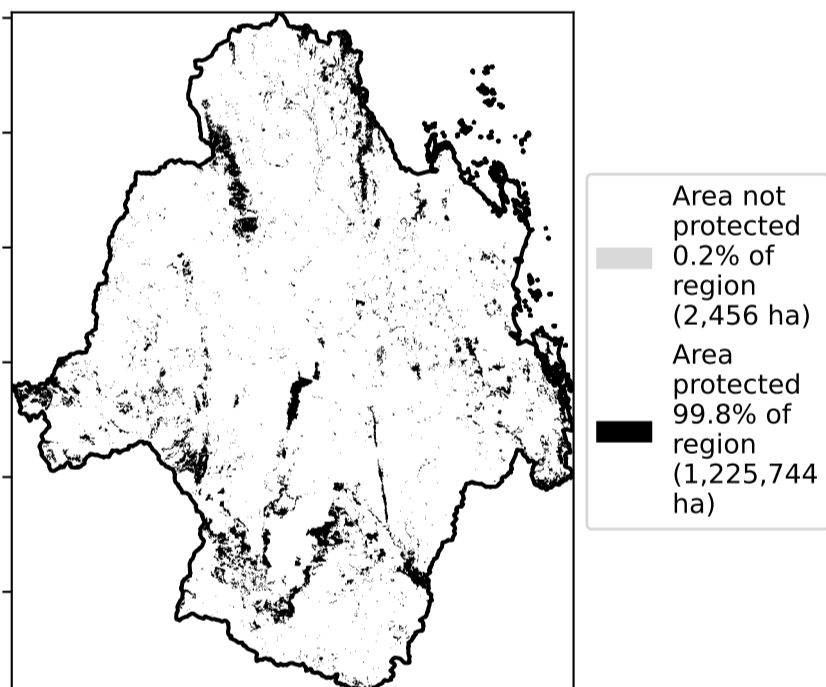 Area not
protected
0.2% of
region
(2,456 ha)
Area
protected
99.8% of
region
(1,225,744
ha)